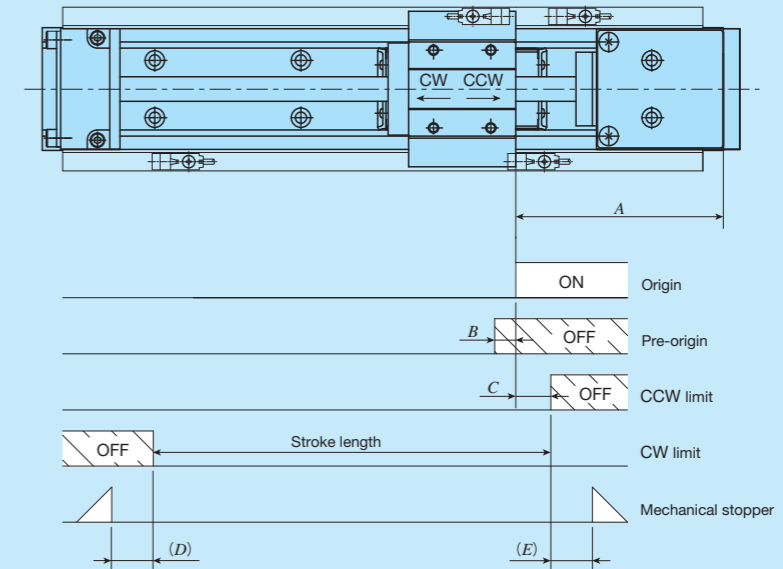 CW CCW
A
ON Origin
B OFF Pre-origin
C OFF CCW limit
OFF Stroke length CW limit
Mechanical stopper
(D) (E)